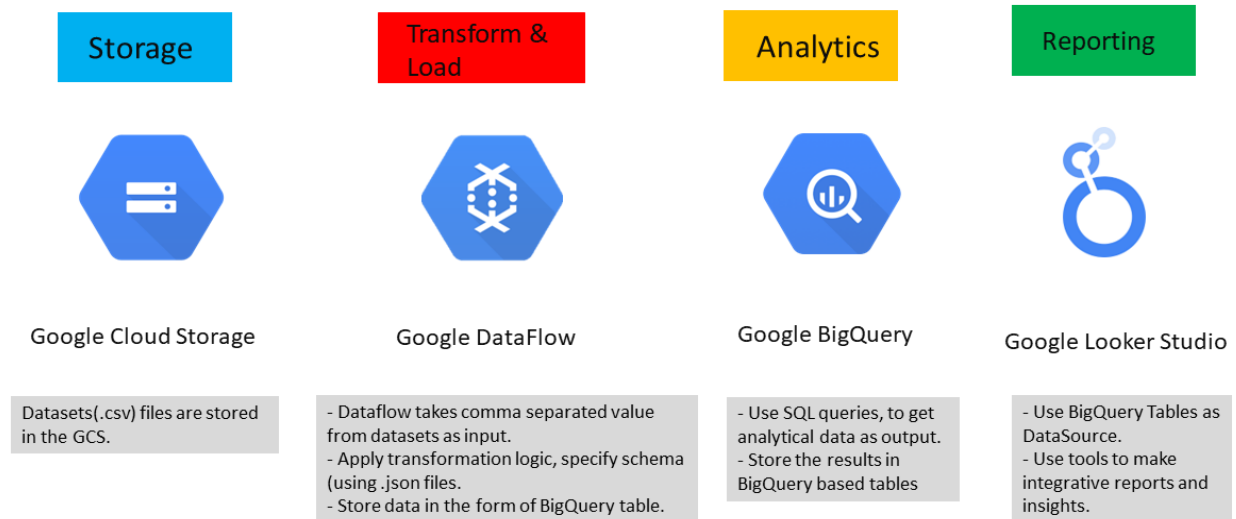 Storage
Transform &
Load
Analytics
Reporting
Google Cloud Storage
Google DataFlow
Google BigQuery
Google Looker Studio
Datasets(.csv) files are stored
in the GCS.
- Dataflow takes comma separated value
from datasets as input.
- Apply transformation logic, specify schema
(using .json files.
- Store data in the form of BigQuery table.
- Use SQL queries, to get
analytical data as output.
- Store the results in
BigQuery based tables
- Use BigQuery Tables as
DataSource.
- Use tools to make
integrative reports and
insights.